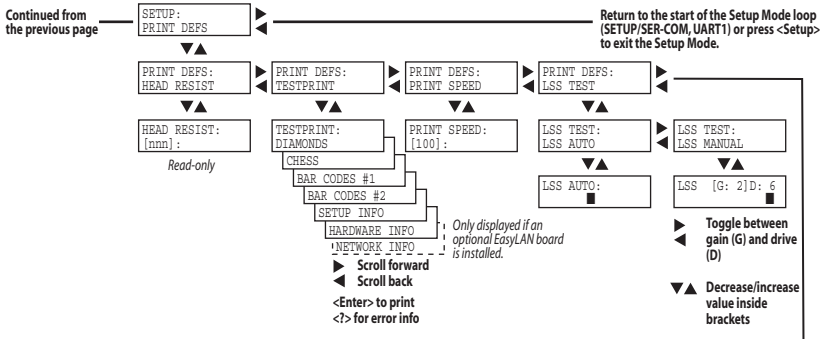 Continued from
the previous page
SETUP:
PRINT DEFS
Return to the start of the Setup Mode loop
(SETUP/SER-COM, UART1) or press <Setup>
to exit the Setup Mode.
PRINT DEFS:
HEAD RESIST
PRINT DEFS:
TESTPRINT
PRINT DEFS:
PRINT SPEED
PRINT DEFS:
LSS TEST
HEAD RESIST:
[nnn]:
Read-only
TESTPRINT:
DIAMONDS
CHESS
BAR CODES #1
BAR CODES #2
SETUP INFO
HARDWARE INFO
NETWORK INFO
Only displayed if an
optional EasyLAN board
is installed.
Scroll forward
Scroll back
<Enter> to print
<?> for error info
PRINT SPEED:
[100]:
LSS TEST:
LSS AUTO
LSS TEST:
LSS MANUAL
LSS AUTO:
LSS [G: 2]D: 6
Toggle between
gain (G) and drive
(D)
Decrease/increase
value inside
brackets